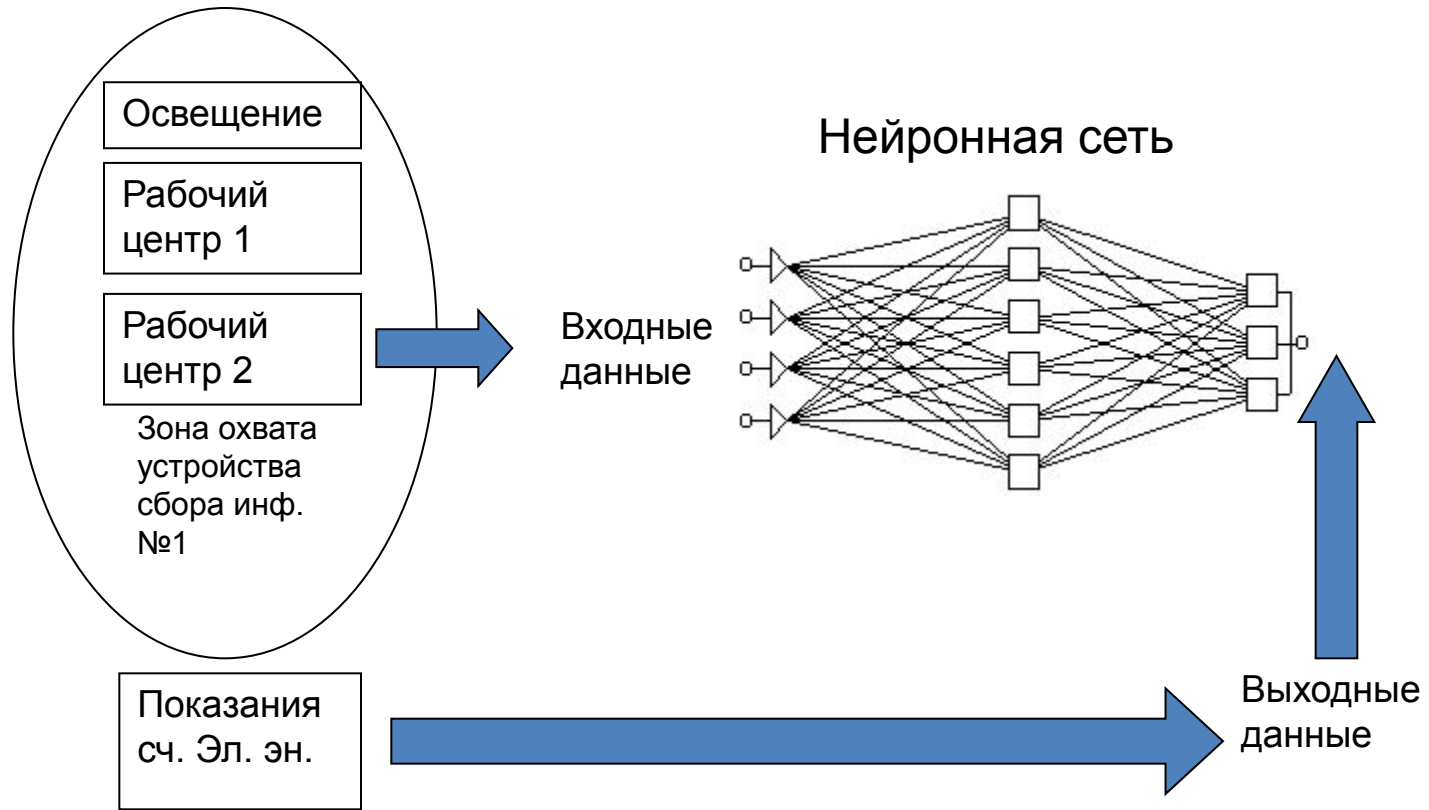 Освещение
Рабочий
центр 1
Рабочий
центр 2
Зона охвата
устройства
сбора инф.
№1
Показания
сч. Эл. эн.
Входные
данные
Нейронная сеть
Выходные
данные